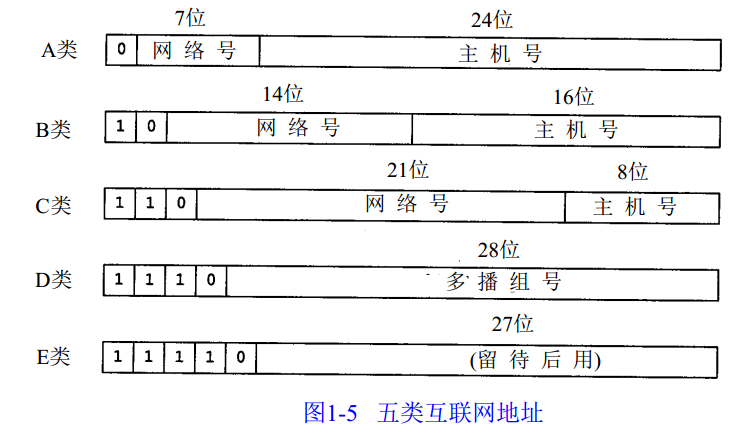 7位 24位
A类 0 网络号 主机号
14位 16位
B类 1 0 网络号 主机号
21位 8位
C类 1 1 0 网络号 主机号
28位
D类 1 1 1 0 多播组号
27位
E类 1 1 1 1 0 (留待后用)
图1-5 五类互联网地址